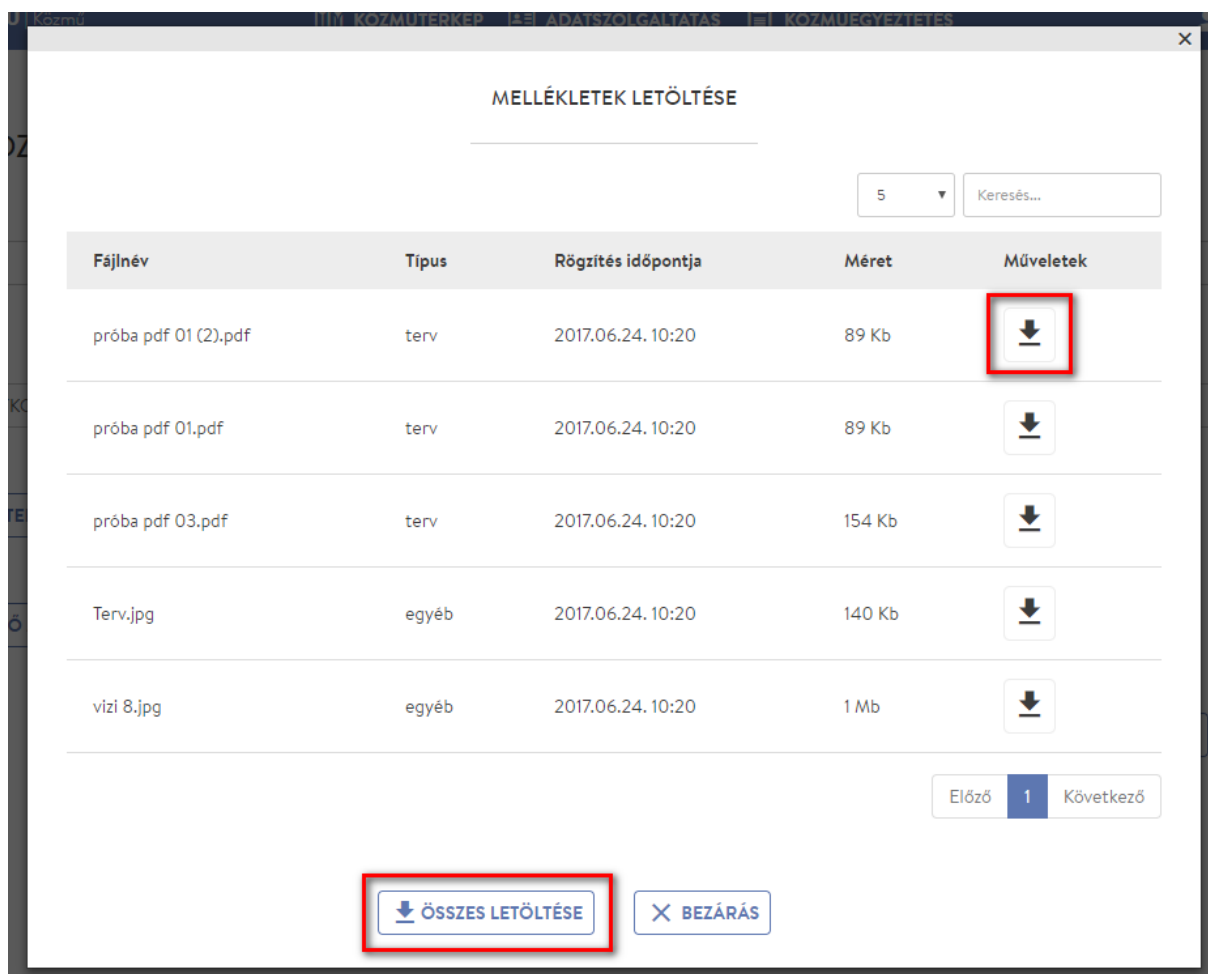 Közmű KÖZMŰTÉRKÉP ADATSZOLGÁLTATÁS KÖZMŰEGYEZTETÉS
MELLÉKLETEK LETÖLTÉSE
5 Keresés...
Fájlnév Típus Rögzítés időpontja Méret Műveletek
próba pdf 01 (2).pdf terv 2017.06.24. 10:20 89 Kb
próba pdf 01.pdf terv 2017.06.24. 10:20 89 Kb
próba pdf 03.pdf terv 2017.06.24. 10:20 154 Kb
Terv.jpg egyéb 2017.06.24. 10:20 140 Kb
vizi 8.jpg egyéb 2017.06.24. 10:20 1 Mb
Előző 1 Következő
ÖSSZES LETÖLTÉSE BEZÁRÁS